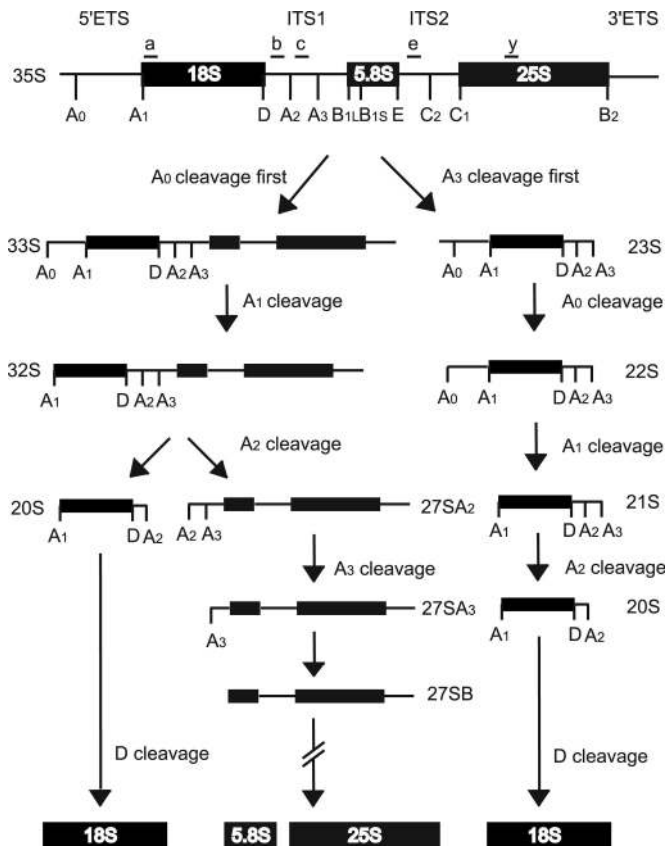 5'ETS ITS1 ITS2 3'ETS
a b c e y
35S 18S 5.8S 25S
A0 A1 D A2 A3 B1L B1S E C2 C1 B2
A0 cleavage first A3 cleavage first
33S 23S
A0 A1 D A2 A3 A0 A1 D A2 A3
A1 cleavage A0 cleavage
32S 22S
A1 D A2 A3 A0 A1 D A2 A3
A2 cleavage A1 cleavage
20S 27SA2 21S
A1 D A2 A2 A3 A1 D A2 A3
A3 cleavage A2 cleavage
27SA3 20S
A3 A1 D A2
27SB
D cleavage D cleavage
18S 5.8S 25S 18S